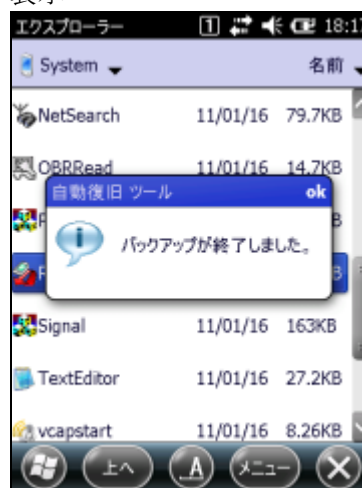 エクスプローラー 1 18:1
System 名前
NetSearch 11/01/16 79.7KB
OBRRead 11/01/16 14.7KB
自動復旧 ツール ok
バックアップが終了しました。
Signal 11/01/16 163KB
TextEditor 11/01/16 27.2KB
vcapstart 11/01/16 8.26KB
上へ A メニュー